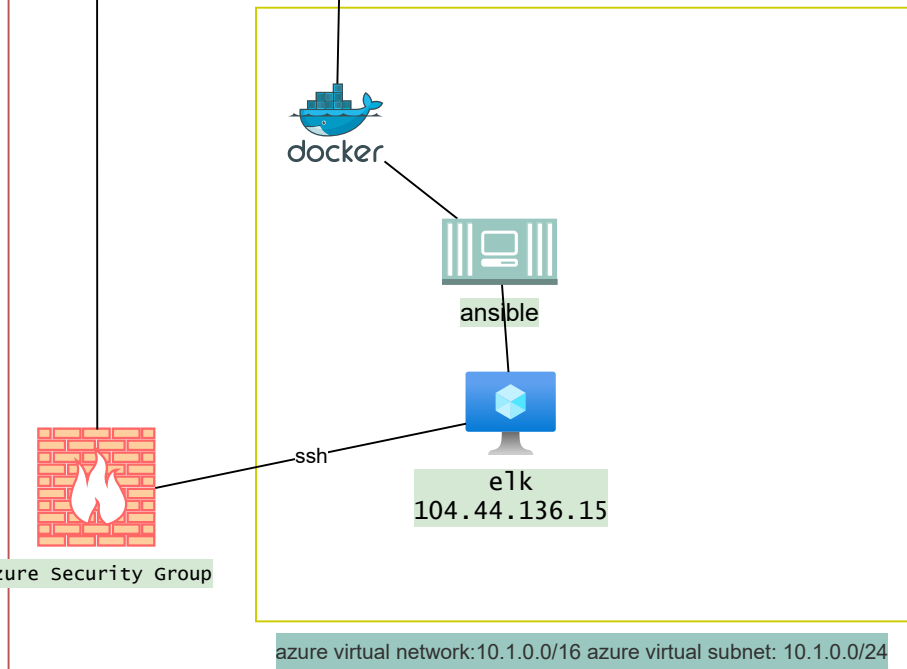 docker
ansible
ssh
elk
104.44.136.15
zure Security Group
azure virtual network:10.1.0.0/16 azure virtual subnet: 10.1.0.0/24